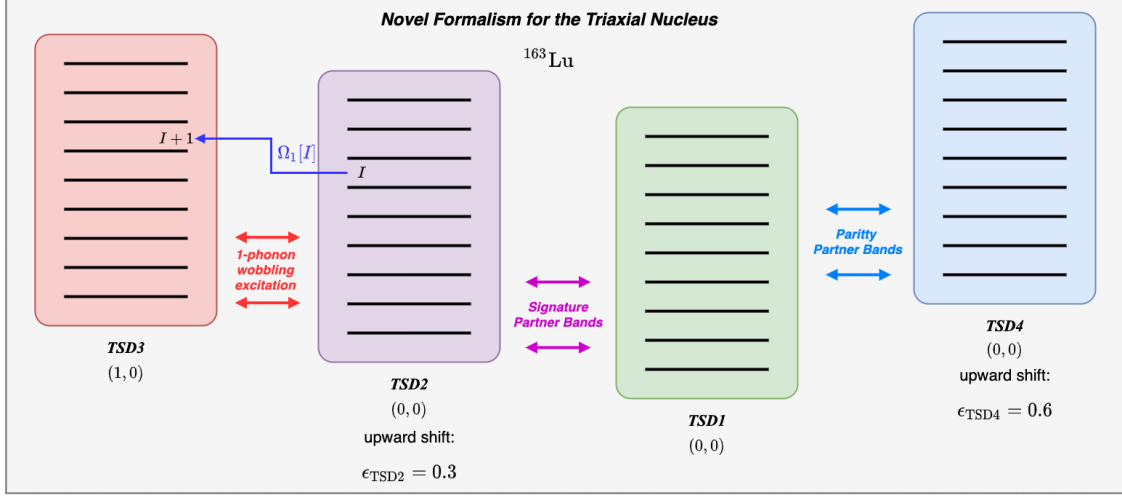 Novel Formalism for the Triaxial Nucleus
¹⁶³Lu
I + 1
Ω₁[I]
I
1-phonon
wobbling
excitation
Signature
Partner Bands
Paritty
Partner Bands
TSD3
(1, 0)
TSD2
(0, 0)
upward shift:
ϵ_TSD2 = 0.3
TSD1
(0, 0)
TSD4
(0, 0)
upward shift:
ϵ_TSD4 = 0.6